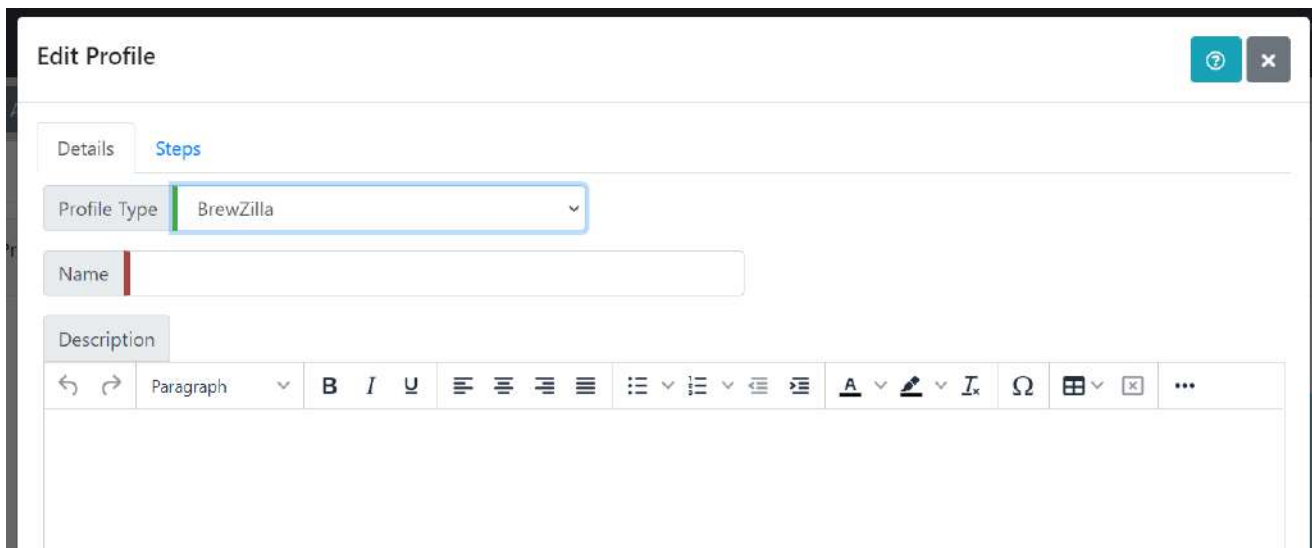 Edit Profile
Details Steps
Profile Type BrewZilla
Name
Description
Paragraph B I U A